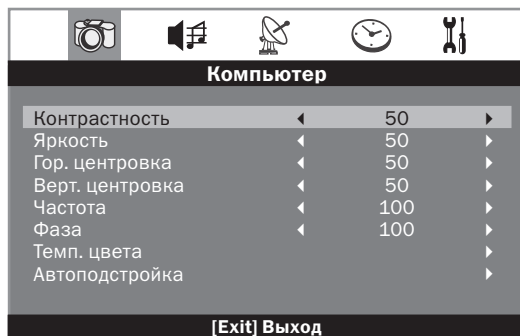 Компьютер
Контрастность 50
Яркость 50
Гор. центровка 50
Верт. центровка 50
Частота 100
Фаза 100
Темп. цвета
Автоподстройка
[Exit] Выход